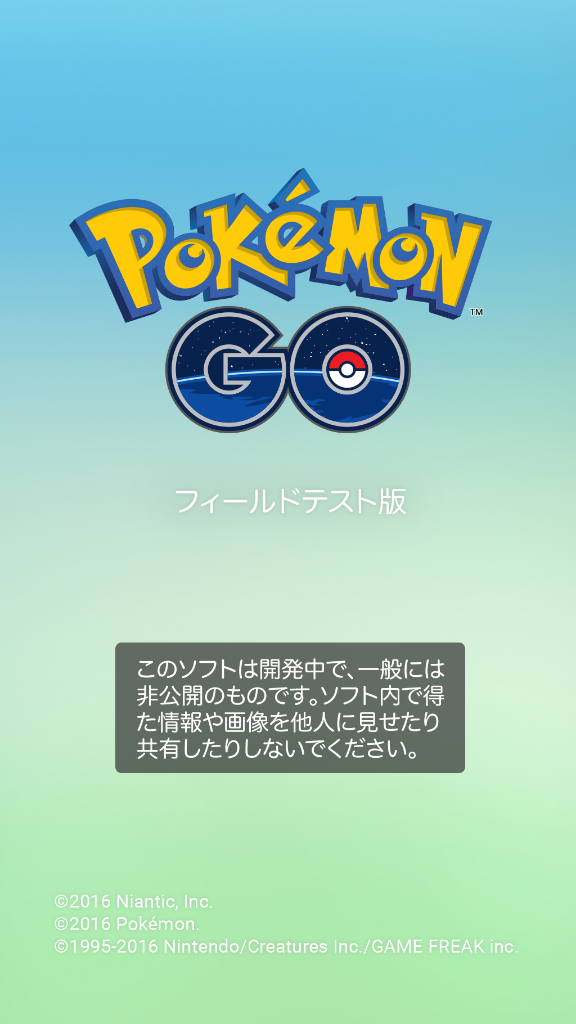 POKéMON
™
GO
フィールドテスト版
このソフトは開発中で、一般には
非公開のものです。ソフト内で得
た情報や画像を他人に見せたり
共有したりしないでください。
©2016 Niantic, Inc.
©2016 Pokémon.
©1995-2016 Nintendo/Creatures Inc./GAME FREAK inc.